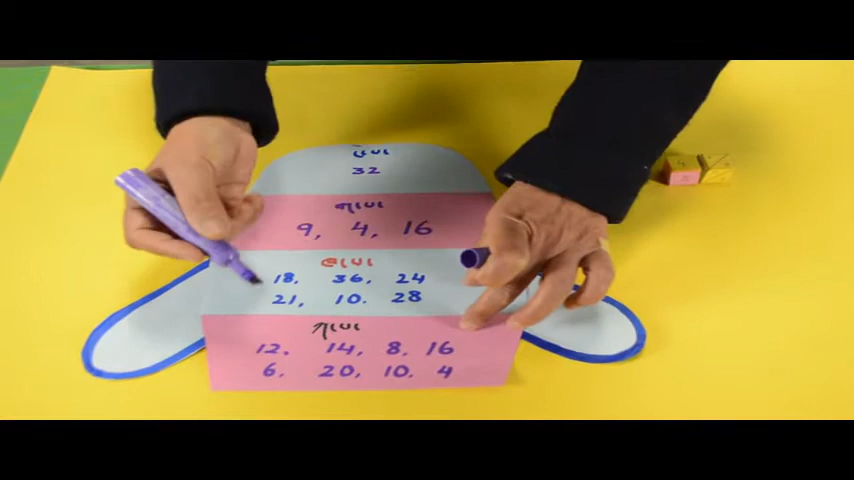 32
9, 4, 16
18. 36, 24
21, 10. 28
12. 14, 8. 16
6. 20, 10. 4